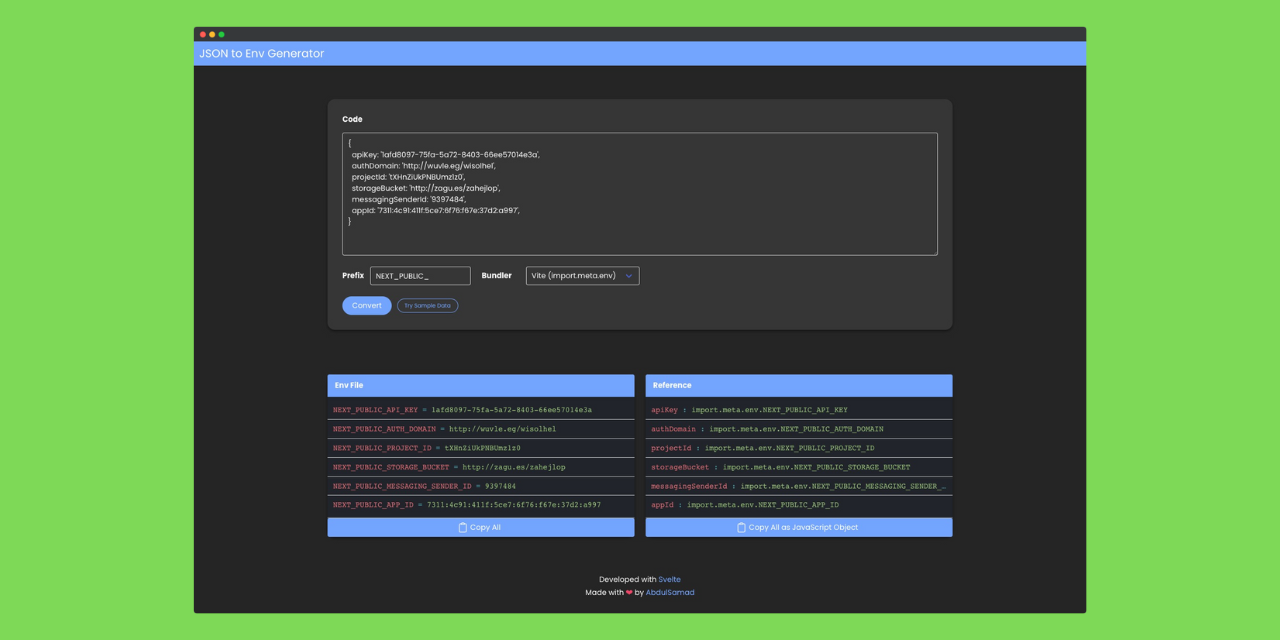 JSON to Env Generator
Code
{
apiKey: '1afd8097-75fa-5a72-8403-66ee57014e3a',
authDomain: 'http://wuvle.eg/wisolhel',
projectId: 'tXHnZiUkPNBUmz1z0',
storageBucket: 'http://zagu.es/zahejlop',
messagingSenderId: '9397484',
appId: '7311:4c91:411f:5ce7:6f76:f67e:37d2:a997',
}
Prefix NEXT_PUBLIC_ Bundler Vite (import.meta.env)
Convert Try Sample Data
Env File
NEXT_PUBLIC_API_KEY = 1afd8097-75fa-5a72-8403-66ee57014e3a
NEXT_PUBLIC_AUTH_DOMAIN = http://wuvle.eg/wisolhel
NEXT_PUBLIC_PROJECT_ID = tXHnZiUkPNBUmz1z0
NEXT_PUBLIC_STORAGE_BUCKET = http://zagu.es/zahejlop
NEXT_PUBLIC_MESSAGING_SENDER_ID = 9397484
NEXT_PUBLIC_APP_ID = 7311:4c91:411f:5ce7:6f76:f67e:37d2:a997
Copy All
Reference
apiKey : import.meta.env.NEXT_PUBLIC_API_KEY
authDomain : import.meta.env.NEXT_PUBLIC_AUTH_DOMAIN
projectId : import.meta.env.NEXT_PUBLIC_PROJECT_ID
storageBucket : import.meta.env.NEXT_PUBLIC_STORAGE_BUCKET
messagingSenderId : import.meta.env.NEXT_PUBLIC_MESSAGING_SENDER_…
appId : import.meta.env.NEXT_PUBLIC_APP_ID
Copy All as JavaScript Object
Developed with Svelte
Made with ❤ by AbdulSamad